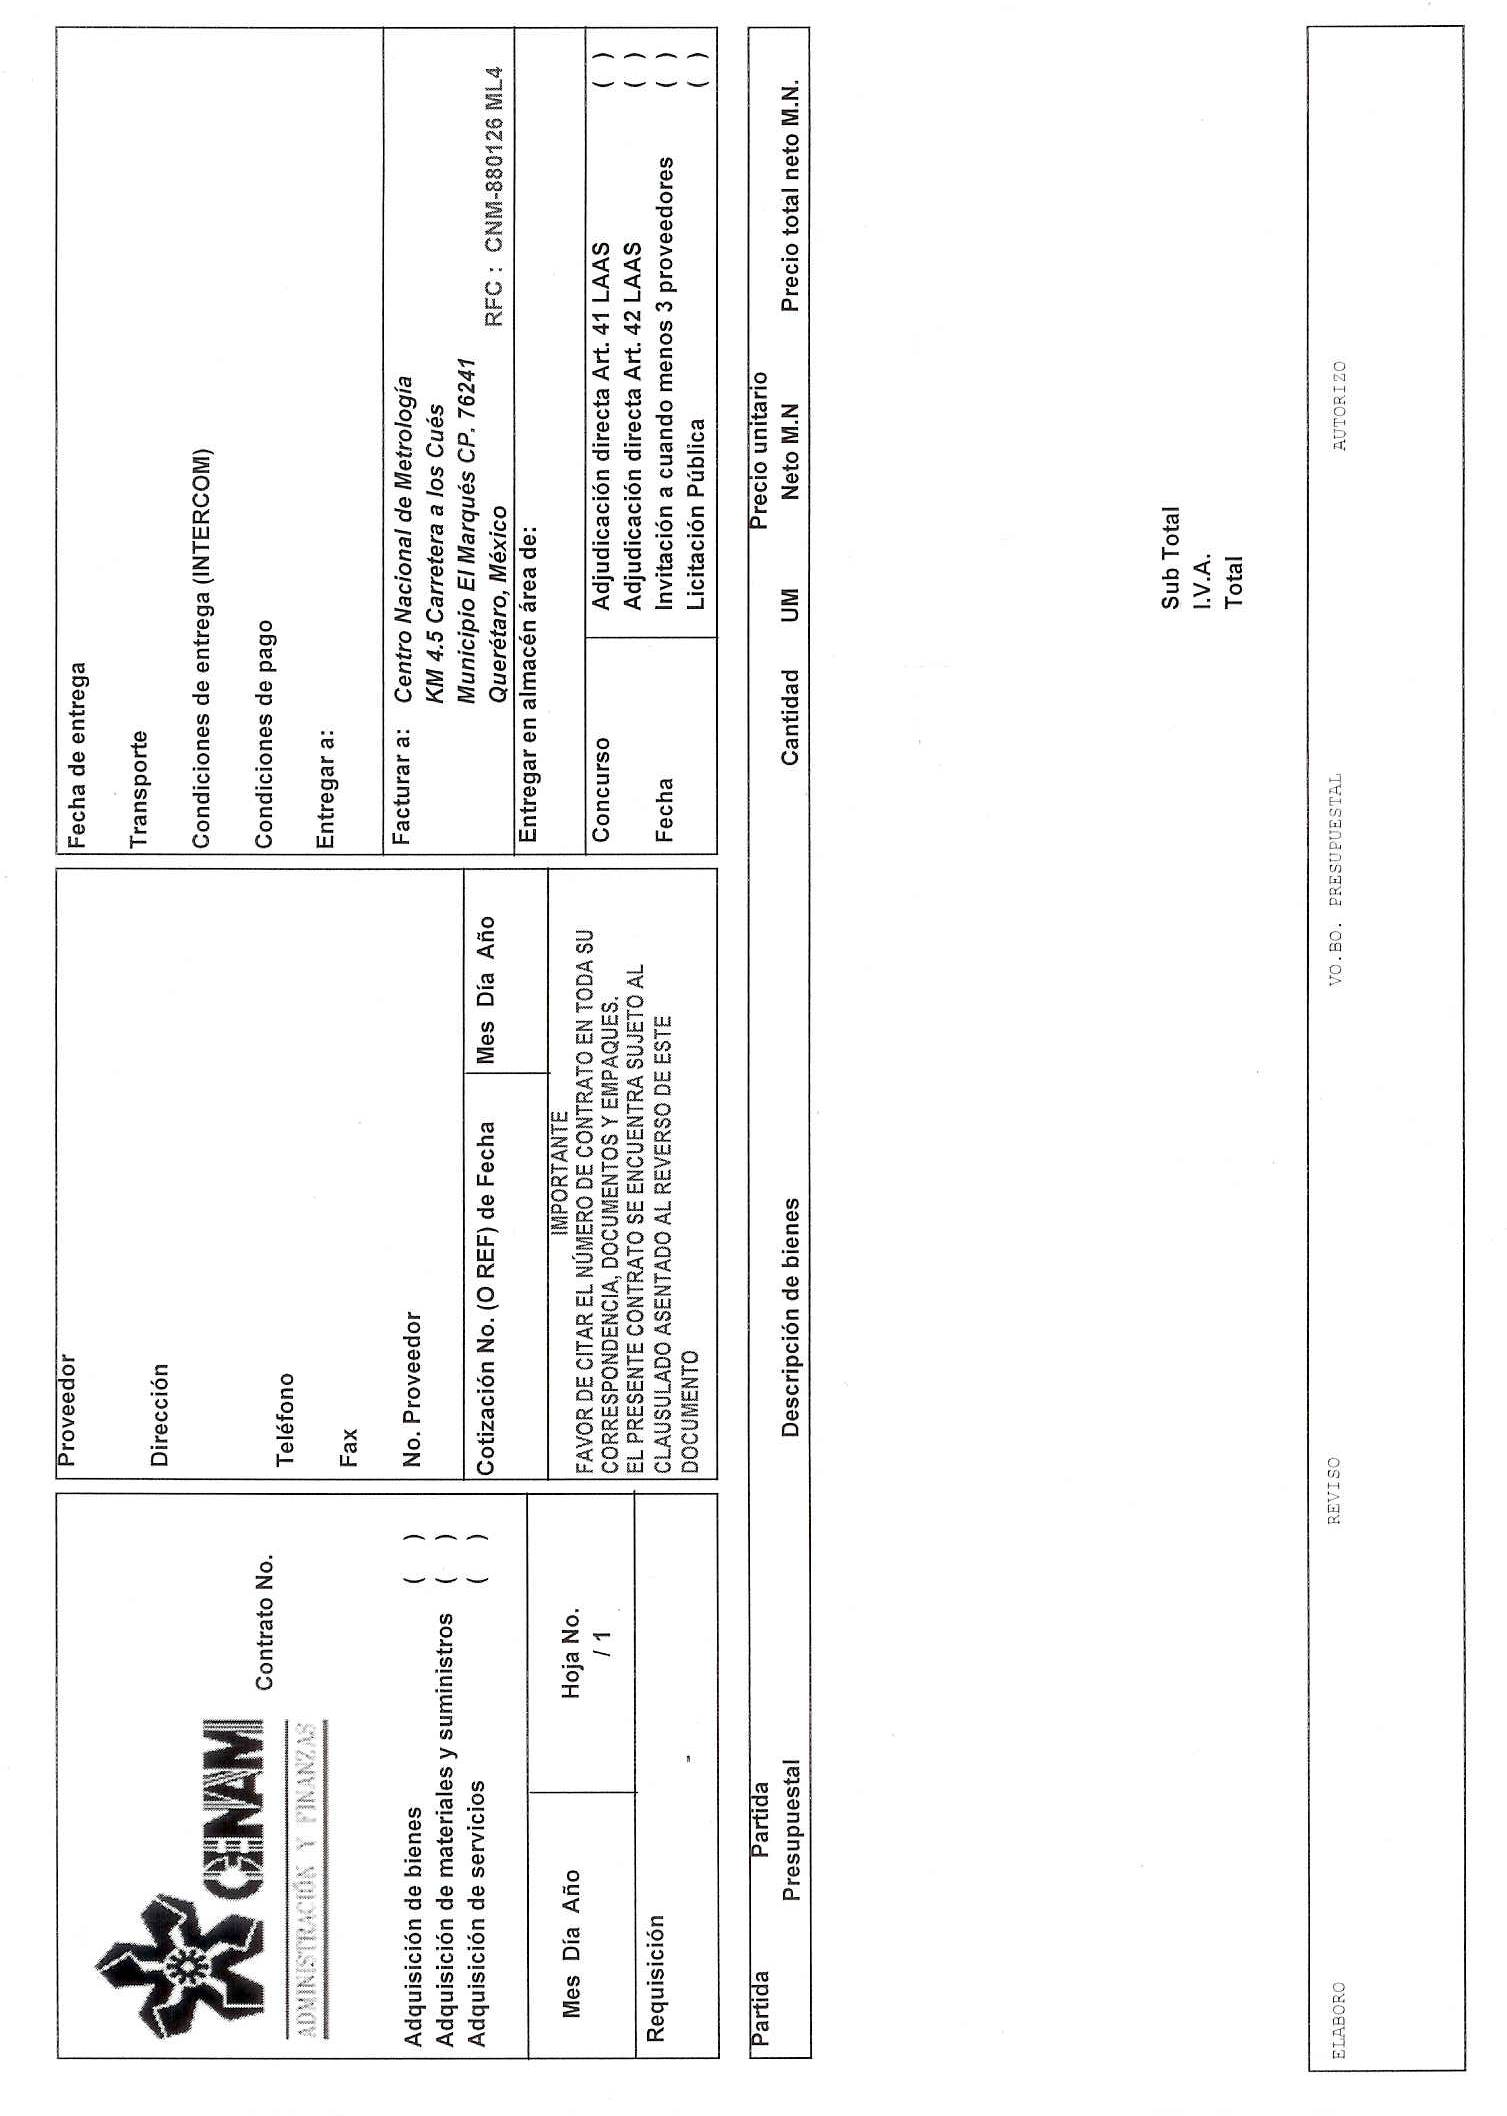 CENAM
ADMINISTRACIÓN Y FINANZAS
Contrato No.
Adquisición de bienes ( )
Adquisición de materiales y suministros ( )
Adquisición de servicios ( )
Mes Día Año
Hoja No.
/ 1
Requisición
-
Proveedor
Dirección
Teléfono
Fax
No. Proveedor
Cotización No. (O REF) de Fecha
Mes Día Año
IMPORTANTE
FAVOR DE CITAR EL NÚMERO DE CONTRATO EN TODA SU
CORRESPONDENCIA, DOCUMENTOS Y EMPAQUES.
EL PRESENTE CONTRATO SE ENCUENTRA SUJETO AL
CLAUSULADO ASENTADO AL REVERSO DE ESTE
DOCUMENTO
Fecha de entrega
Transporte
Condiciones de entrega (INTERCOM)
Condiciones de pago
Entregar a:
Facturar a: Centro Nacional de Metrología
KM 4.5 Carretera a los Cués
Municipio El Marqués CP. 76241
Querétaro, México RFC : CNM-880126 ML4
Entregar en almacén área de:
Concurso
Fecha
Adjudicación directa Art. 41 LAAS ( )
Adjudicación directa Art. 42 LAAS ( )
Invitación a cuando menos 3 proveedores ( )
Licitación Pública ( )
Partida Partida Precio unitario
Presupuestal Descripción de bienes Cantidad UM Neto M.N Precio total neto M.N.
Sub Total
I.V.A.
Total
ELABORO REVISO VO.BO. PRESUPUESTAL AUTORIZO